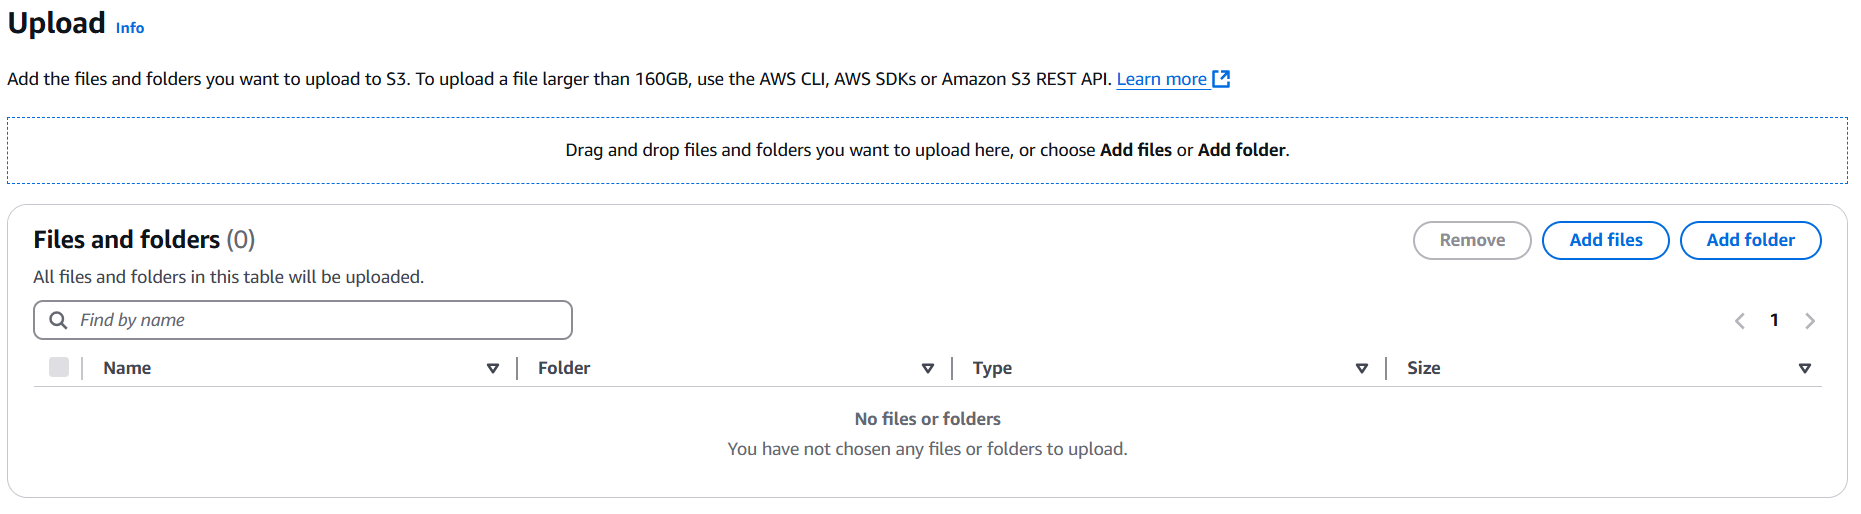 Upload Info
Add the files and folders you want to upload to S3. To upload a file larger than 160GB, use the AWS CLI, AWS SDKs or Amazon S3 REST API. Learn more
Drag and drop files and folders you want to upload here, or choose Add files or Add folder.
Files and folders (0)
Remove
Add files
Add folder
All files and folders in this table will be uploaded.
Find by name
1
Name
Folder
Type
Size
No files or folders
You have not chosen any files or folders to upload.